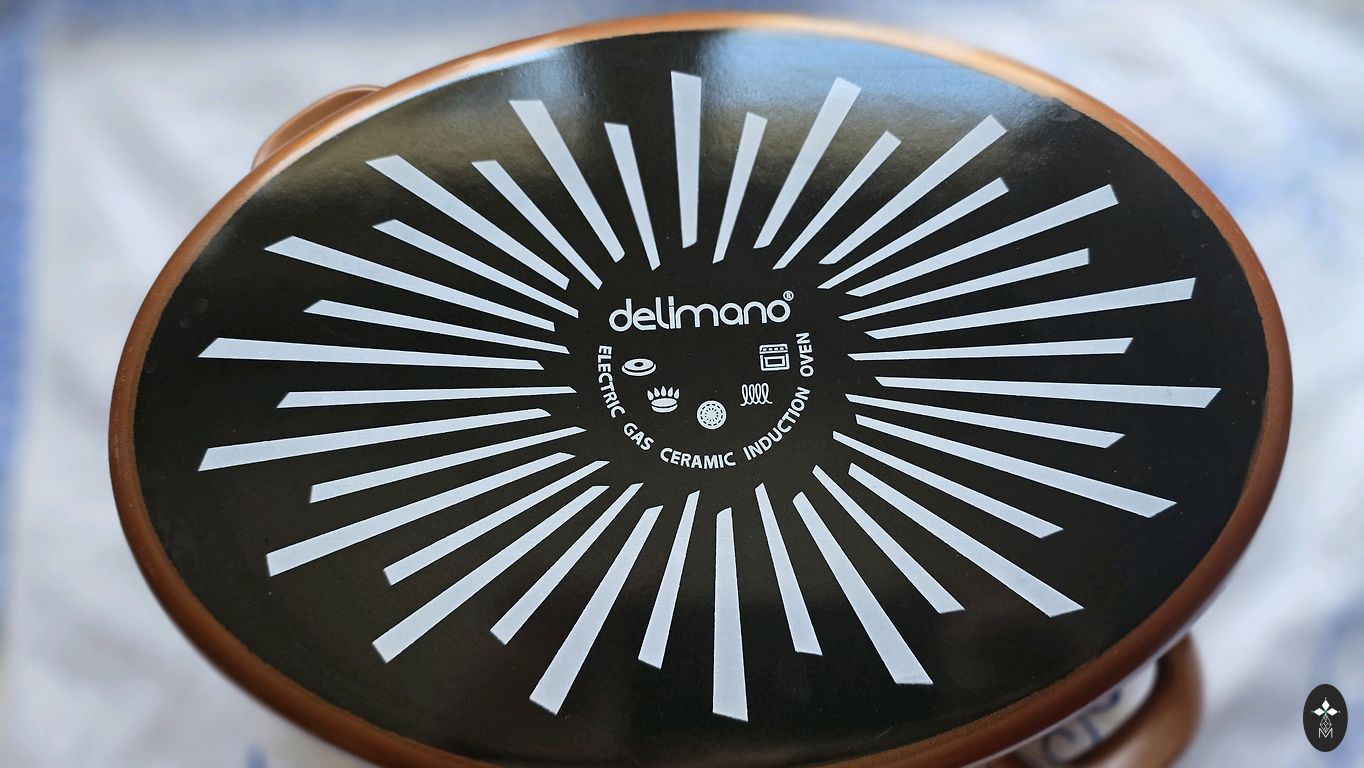 delimano®
ELECTRIC GAS CERAMIC INDUCTION OVEN
M